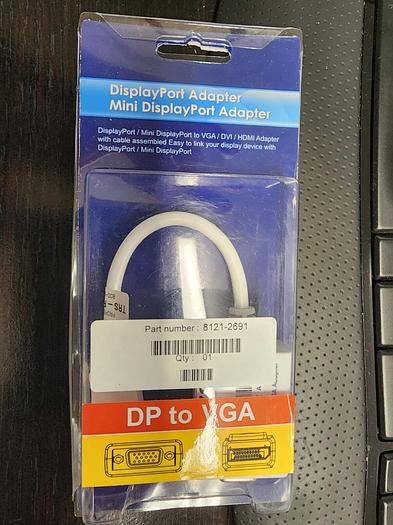 DisplayPort Adapter
Mini DisplayPort Adapter
DisplayPort / Mini DisplayPort to VGA / DVI / HDMI Adapter
with cable assembled Easy to link your display device with
DisplayPort / Mini DisplayPort
Part number : 8121-2691
Qty : 01
DP to VGA